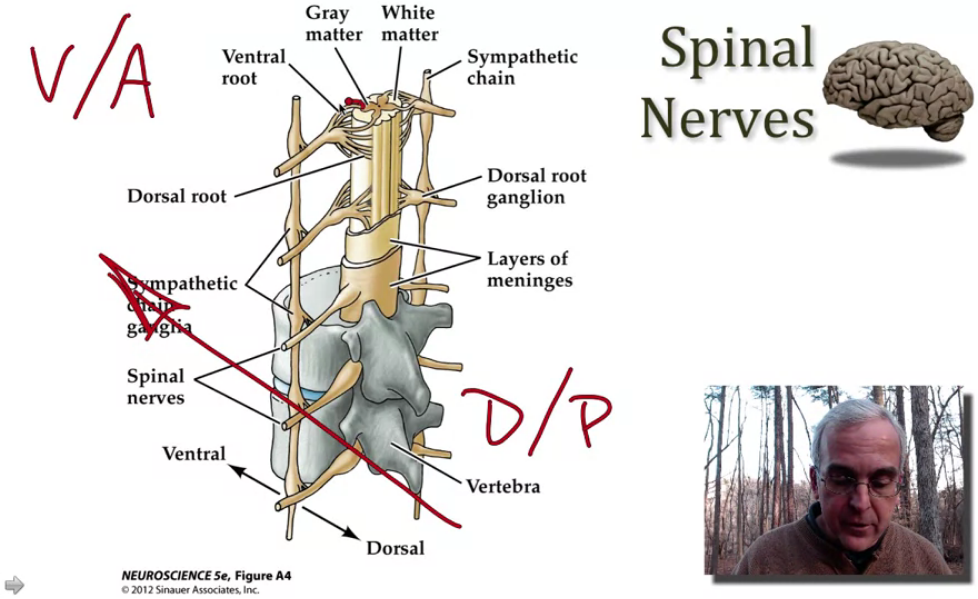 V/A
Gray
matter
White
matter
Ventral
root
Sympathetic
chain
Spinal
Nerves
Dorsal root
Dorsal root
ganglion
Layers of
meninges
Sympathetic
chain
ganglia
Spinal
nerves
D/P
Ventral
Vertebra
Dorsal
NEUROSCIENCE 5e, Figure A4
© 2012 Sinauer Associates, Inc.